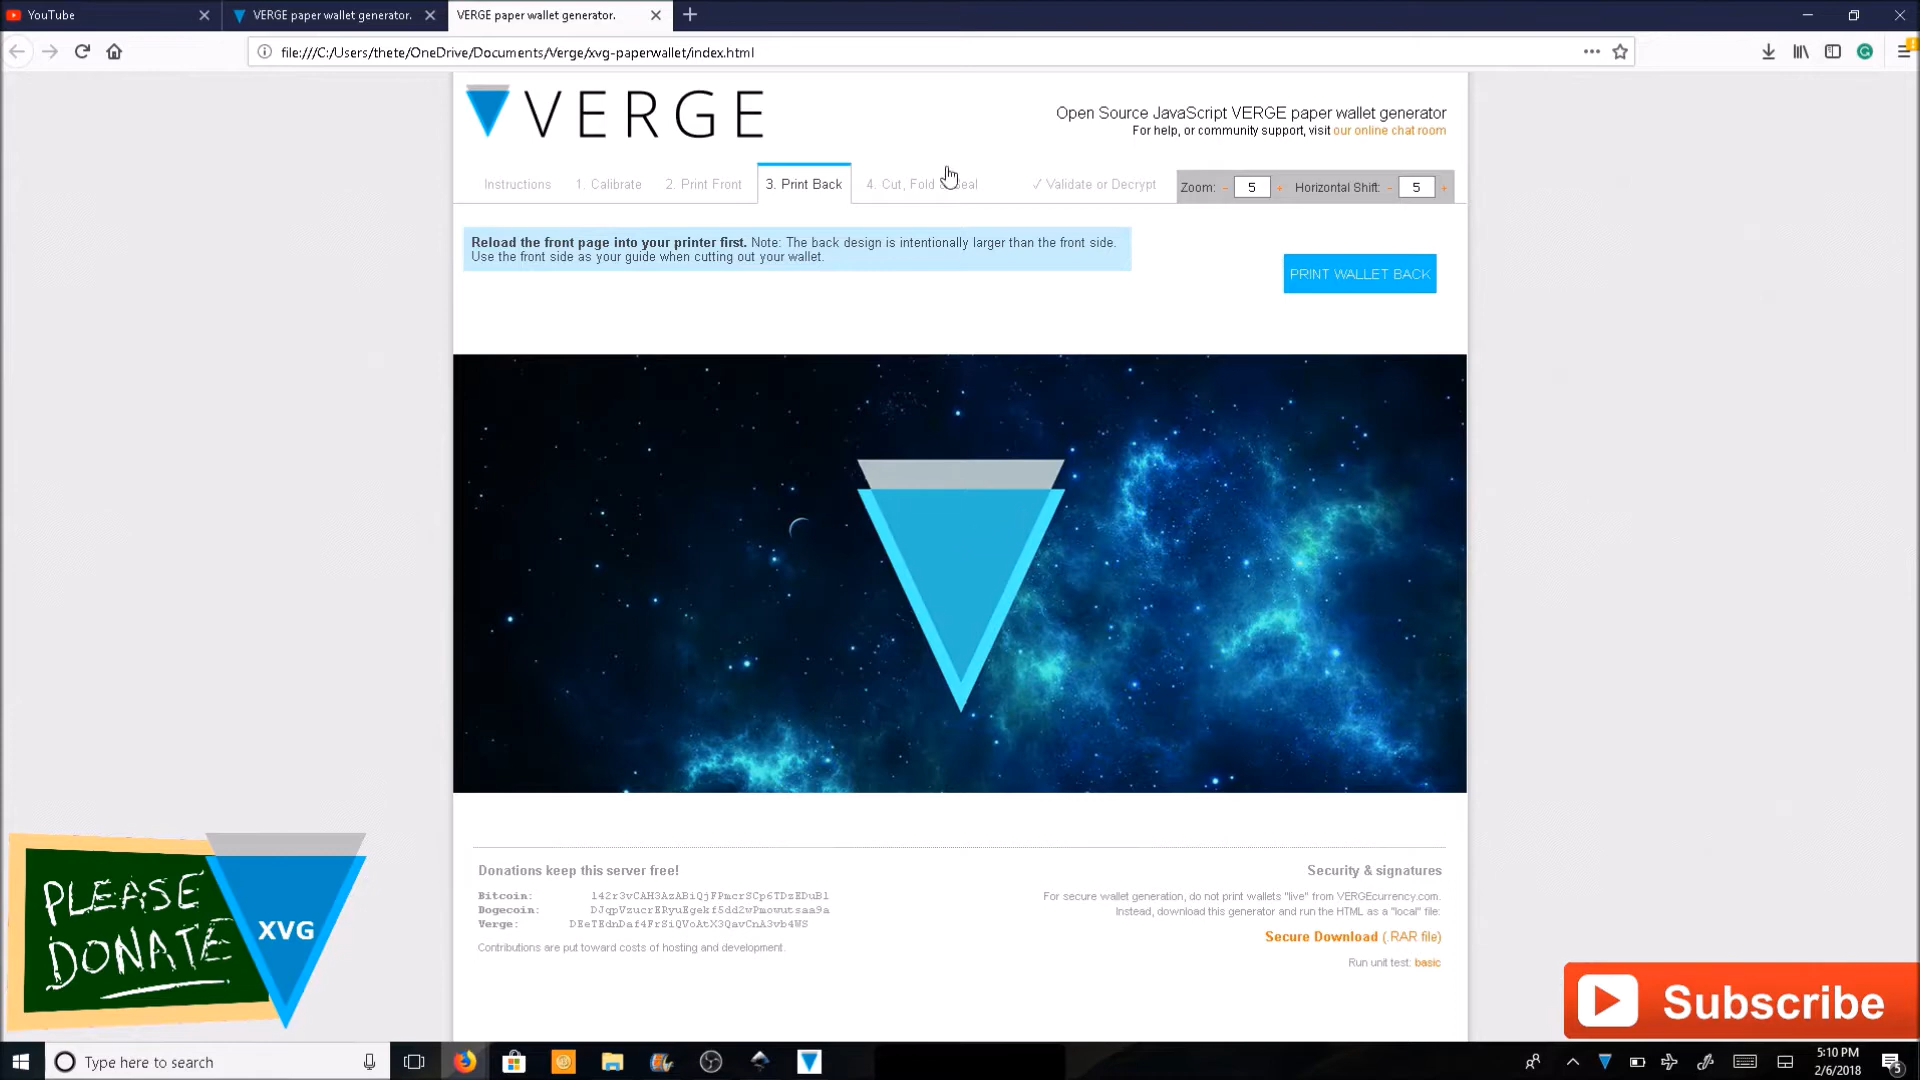 YouTube
VERGE paper wallet generator.
VERGE paper wallet generator.
file:///C:/Users/thete/OneDrive/Documents/Verge/xvg-paperwallet/index.html
VERGE
Open Source JavaScript VERGE paper wallet generator
For help, or community support, visit our online chat room
Instructions
1. Calibrate
2. Print Front
3. Print Back
4. Cut, Fold
✓ Validate or Decrypt
Zoom: - 5 +
Horizontal Shift: - 5 +
Reload the front page into your printer first. Note: The back design is intentionally larger than the front side.
Use the front side as your guide when cutting out your wallet.
PRINT WALLET BACK
Donations keep this server free!
Bitcoin:
Dogecoin:
Verge:
Contributions are put toward costs of hosting and development.
Security & signatures
For secure wallet generation, do not print wallets "live" from VERGEcurrency.com.
Instead, download this generator and run the HTML as a "local" file:
Secure Download (.RAR file)
Run unit test: basic
PLEASE
DONATE
XVG
Subscribe
Type here to search
5:10 PM
2/6/2018
5